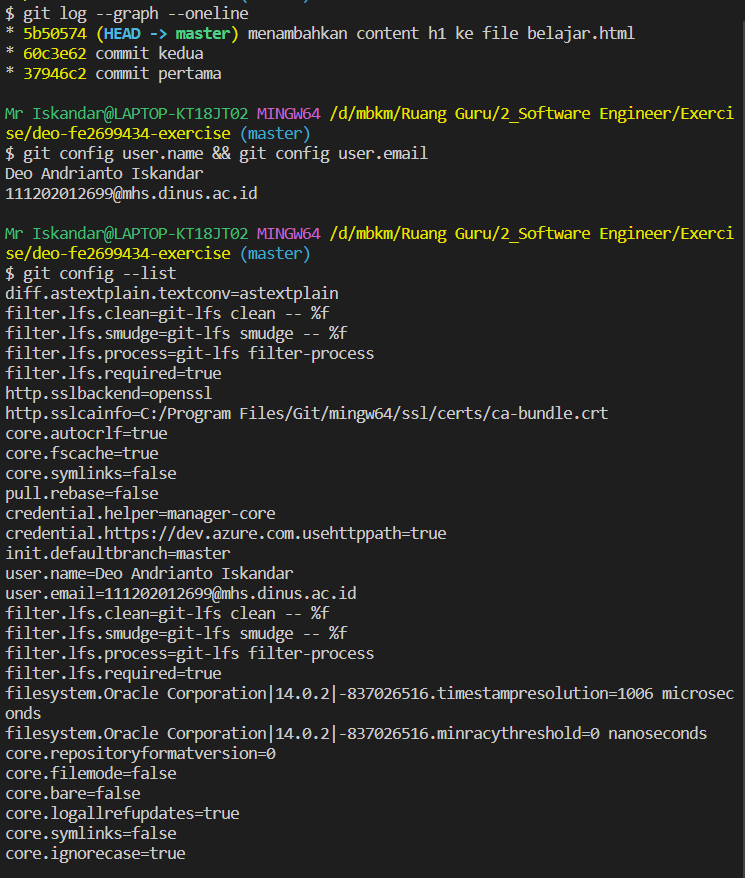 $ git log --graph --oneline
* 5b50574 (HEAD -> master) menambahkan content h1 ke file belajar.html
* 60c3e62 commit kedua
* 37946c2 commit pertama
Mr Iskandar@LAPTOP-KT18JT02 MINGW64 /d/mbkm/Ruang Guru/2_Software Engineer/Exerci
se/deo-fe2699434-exercise (master)
$ git config user.name && git config user.email
Deo Andrianto Iskandar
111202012699@mhs.dinus.ac.id
Mr Iskandar@LAPTOP-KT18JT02 MINGW64 /d/mbkm/Ruang Guru/2_Software Engineer/Exerci
se/deo-fe2699434-exercise (master)
$ git config --list
diff.astextplain.textconv=astextplain
filter.lfs.clean=git-lfs clean -- %f
filter.lfs.smudge=git-lfs smudge -- %f
filter.lfs.process=git-lfs filter-process
filter.lfs.required=true
http.sslbackend=openssl
http.sslcainfo=C:/Program Files/Git/mingw64/ssl/certs/ca-bundle.crt
core.autocrlf=true
core.fscache=true
core.symlinks=false
pull.rebase=false
credential.helper=manager-core
credential.https://dev.azure.com.usehttppath=true
init.defaultbranch=master
user.name=Deo Andrianto Iskandar
user.email=111202012699@mhs.dinus.ac.id
filter.lfs.clean=git-lfs clean -- %f
filter.lfs.smudge=git-lfs smudge -- %f
filter.lfs.process=git-lfs filter-process
filter.lfs.required=true
filesystem.Oracle Corporation|14.0.2|-837026516.timestampresolution=1006 microsec
onds
filesystem.Oracle Corporation|14.0.2|-837026516.minracythreshold=0 nanoseconds
core.repositoryformatversion=0
core.filemode=false
core.bare=false
core.logallrefupdates=true
core.symlinks=false
core.ignorecase=true